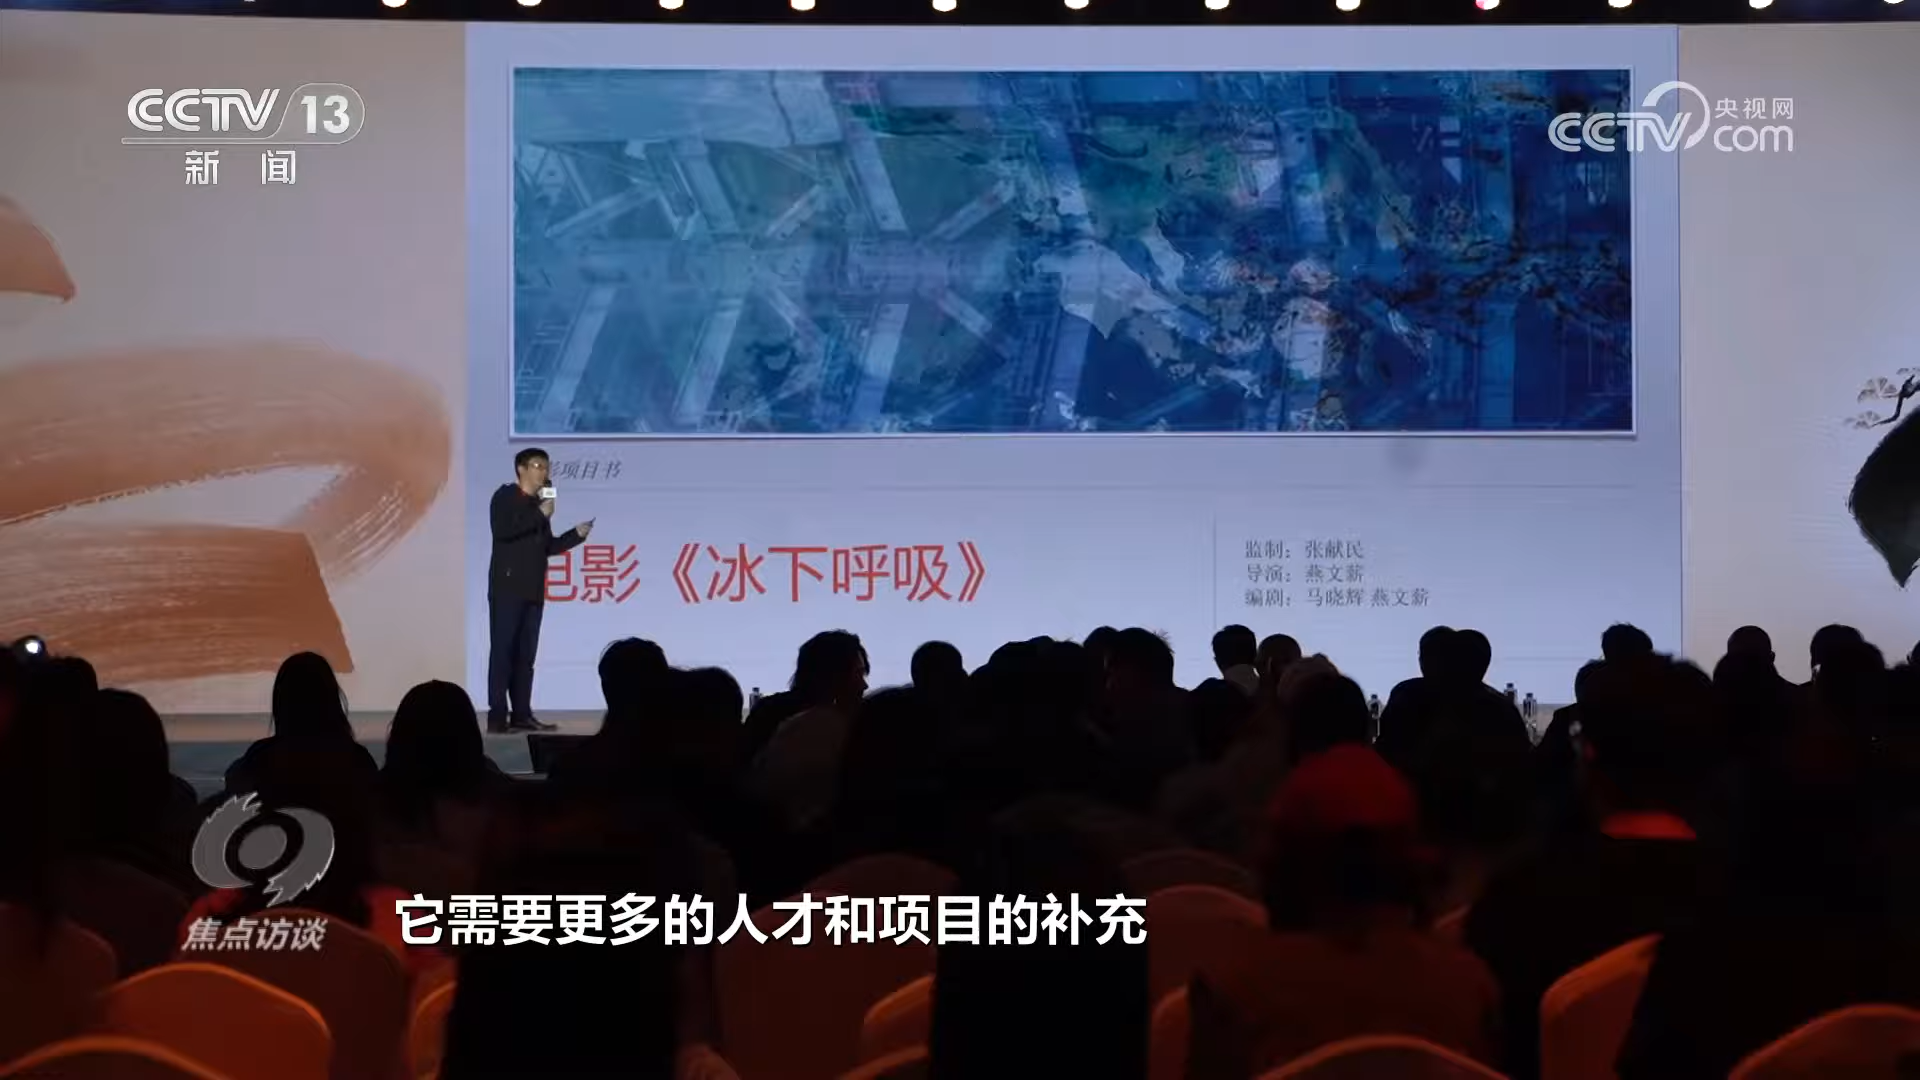 CCTV 13
新闻
央视网
CCTV com
影项目书
电影《冰下呼吸》
监制：张献民
导演：燕文薪
编剧：马晓辉 燕文薪
焦点访谈
它需要更多的人才和项目的补充